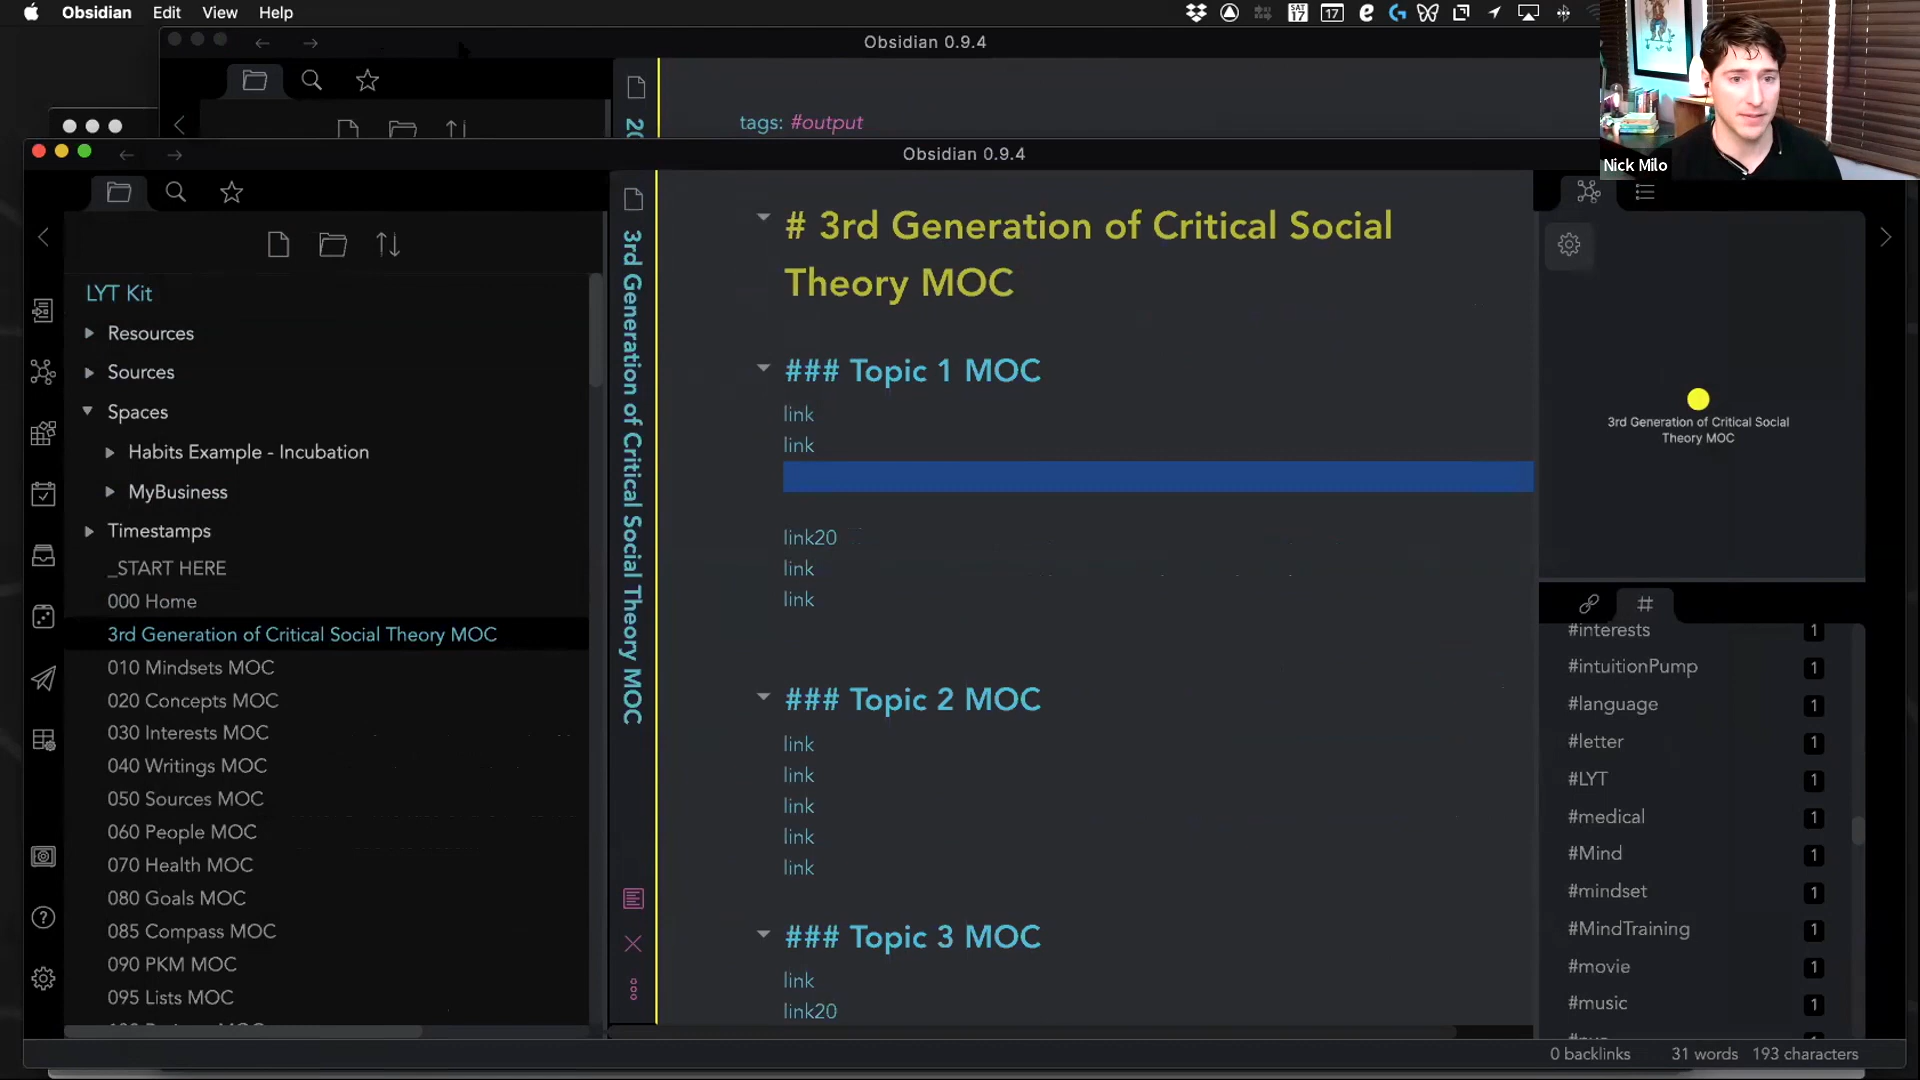 Obsidian Edit View Help
SAT 17 17
Obsidian 0.9.4
tags: #output
Nick Milo
Obsidian 0.9.4
LYT Kit
Resources
Sources
Spaces
Habits Example - Incubation
MyBusiness
Timestamps
_START HERE
000 Home
3rd Generation of Critical Social Theory MOC
010 Mindsets MOC
020 Concepts MOC
030 Interests MOC
040 Writings MOC
050 Sources MOC
060 People MOC
070 Health MOC
080 Goals MOC
085 Compass MOC
090 PKM MOC
095 Lists MOC
3rd Generation of Critical Social Theory MOC
# 3rd Generation of Critical Social
Theory MOC
### Topic 1 MOC
link
link
link20
link
link
### Topic 2 MOC
link
link
link
link
link
### Topic 3 MOC
link
link20
3rd Generation of Critical Social
Theory MOC
#interests 1
#intuitionPump 1
#language 1
#letter 1
#LYT 1
#medical 1
#Mind 1
#mindset 1
#MindTraining 1
#movie 1
#music 1
0 backlinks 31 words 193 characters